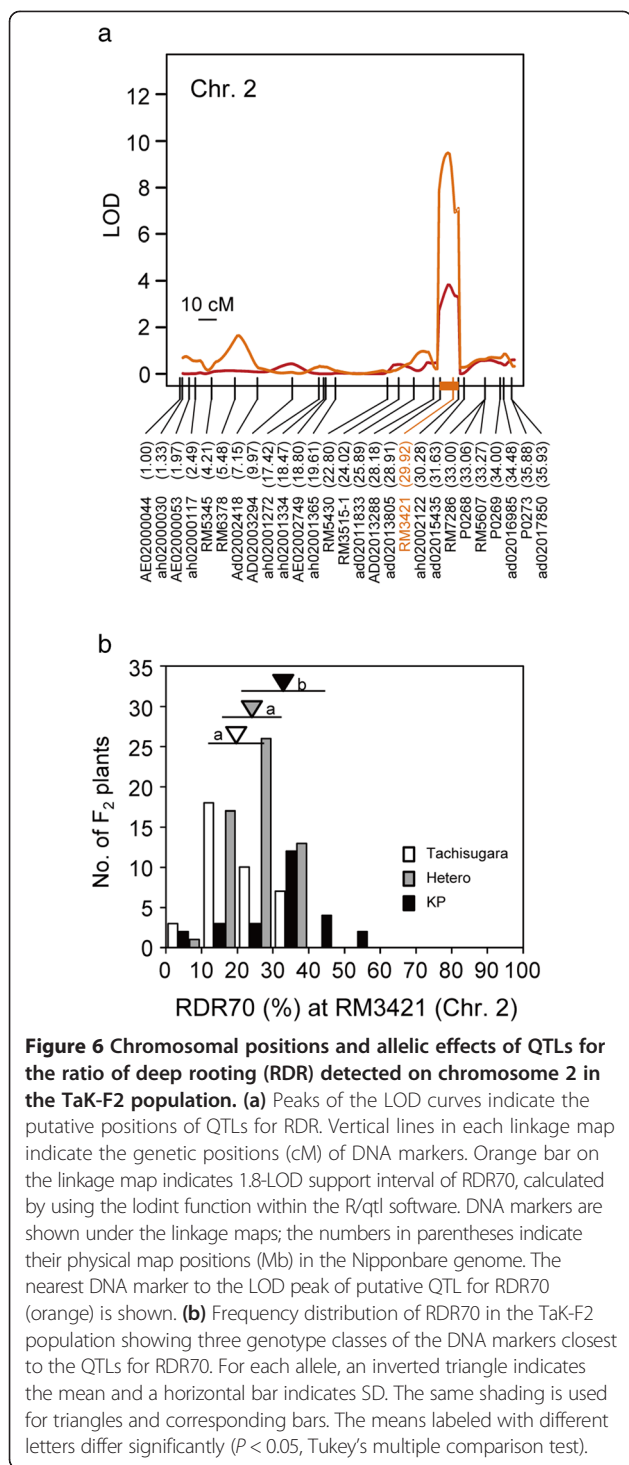 a
Chr. 2
12
10
8
6
4
2
0
LOD
10 cM
AE02000044 (1.00)
ah02000030 (1.33)
AE02000053 (1.97)
ah02000117 (2.49)
RM5345 (4.21)
RM6378 (5.48)
Ad02002418 (7.15)
AD02003294 (9.97)
ah02001272 (17.42)
ah02001334 (18.47)
AE02002749 (18.80)
ah02001365 (19.61)
RM5430 (22.80)
RM3515-1 (24.02)
ad02011833 (25.89)
AD02013288 (28.18)
ad02013805 (28.91)
RM3421 (29.92)
ah02002122 (30.28)
ad02015435 (31.63)
RM7286 (33.00)
P0268 (33.06)
RM5607 (33.27)
P0269 (34.00)
ad02016985 (34.48)
P0273 (35.88)
ad02017850 (35.93)
b
35
30
25
20
15
10
5
0
No. of F2 plants
b
a
a
Tachisugara
Hetero
KP
0 10 20 30 40 50 60 70 80 90 100
RDR70 (%) at RM3421 (Chr. 2)
Figure 6 Chromosomal positions and allelic effects of QTLs for
the ratio of deep rooting (RDR) detected on chromosome 2 in
the TaK-F2 population. (a) Peaks of the LOD curves indicate the
putative positions of QTLs for RDR. Vertical lines in each linkage map
indicate the genetic positions (cM) of DNA markers. Orange bar on
the linkage map indicates 1.8-LOD support interval of RDR70, calculated
by using the lodint function within the R/qtl software. DNA markers are
shown under the linkage maps; the numbers in parentheses indicate
their physical map positions (Mb) in the Nipponbare genome. The
nearest DNA marker to the LOD peak of putative QTL for RDR70
(orange) is shown. (b) Frequency distribution of RDR70 in the TaK-F2
population showing three genotype classes of the DNA markers closest
to the QTLs for RDR70. For each allele, an inverted triangle indicates
the mean and a horizontal bar indicates SD. The same shading is used
for triangles and corresponding bars. The means labeled with different
letters differ significantly (P < 0.05, Tukey's multiple comparison test).